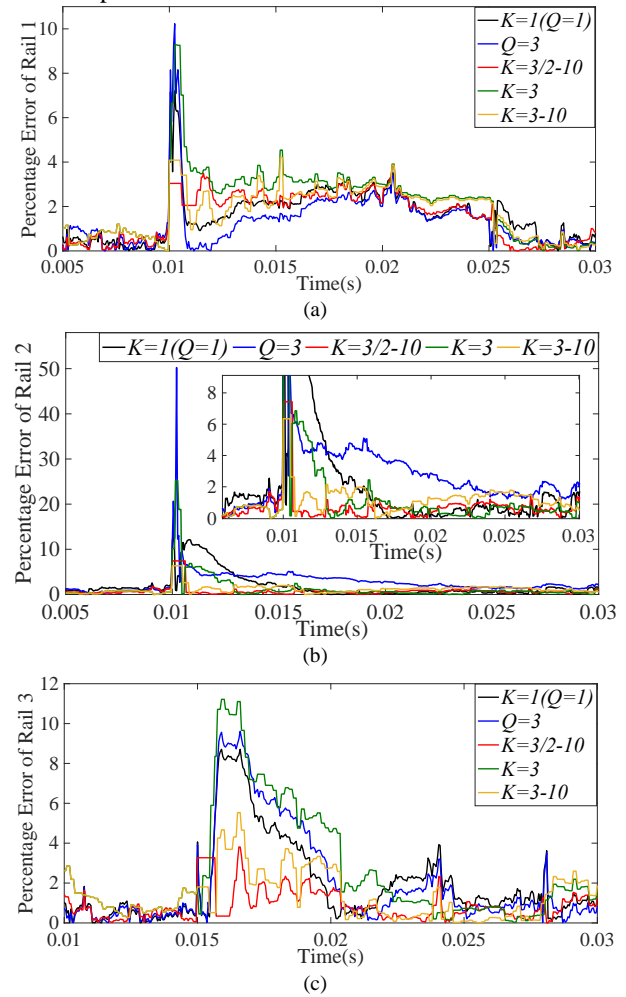 10
8
6
4
2
0
Percentage Error of Rail 1
K=1(Q=1)
Q=3
K=3/2-10
K=3
K=3-10
0.005 0.01 0.015 0.02 0.025 0.03
Time(s)
(a)
50
40
30
20
10
0
Percentage Error of Rail 2
K=1(Q=1) Q=3 K=3/2-10 K=3 K=3-10
8
6
4
2
0
0.01 0.015 0.02 0.025 0.03
Time(s)
0.005 0.01 0.015 0.02 0.025 0.03
Time(s)
(b)
12
10
8
6
4
2
0
Percentage Error of Rail 3
K=1(Q=1)
Q=3
K=3/2-10
K=3
K=3-10
0.01 0.015 0.02 0.025 0.03
Time(s)
(c)